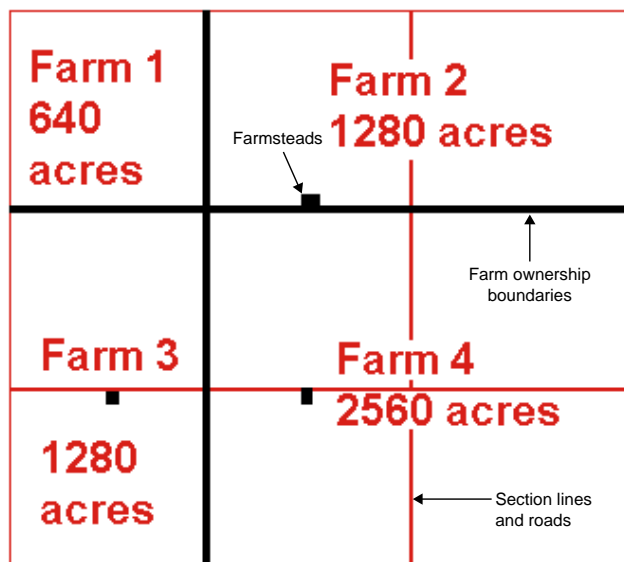 Farm 1
640
acres
Farm 2
1280 acres
Farmsteads
Farm ownership
boundaries
Farm 3
1280
acres
Farm 4
2560 acres
Section lines
and roads